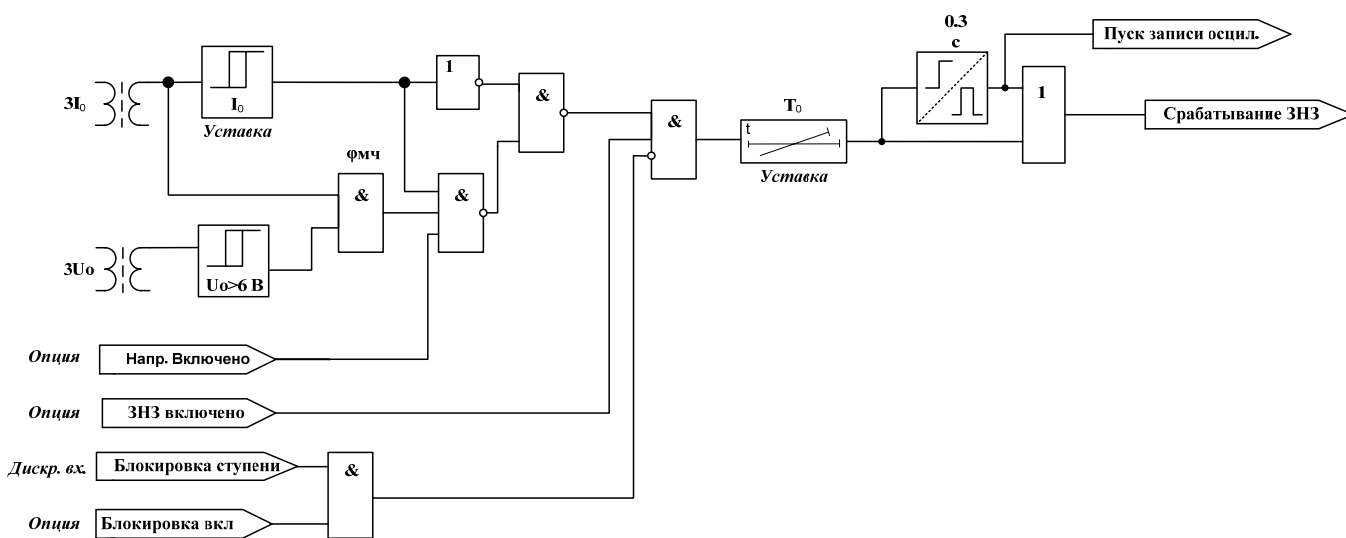 0.3
с
Пуск записи осцил.
3I₀
I₀
Уставка
1
&
&
T₀
t
Уставка
1
Срабатывание ЗНЗ
φмч
&
&
3Uo
Uo>6 В
Опция
Напр. Включено
Опция
ЗНЗ включено
Дискр. вх.
Блокировка ступени
&
Опция
Блокировка вкл